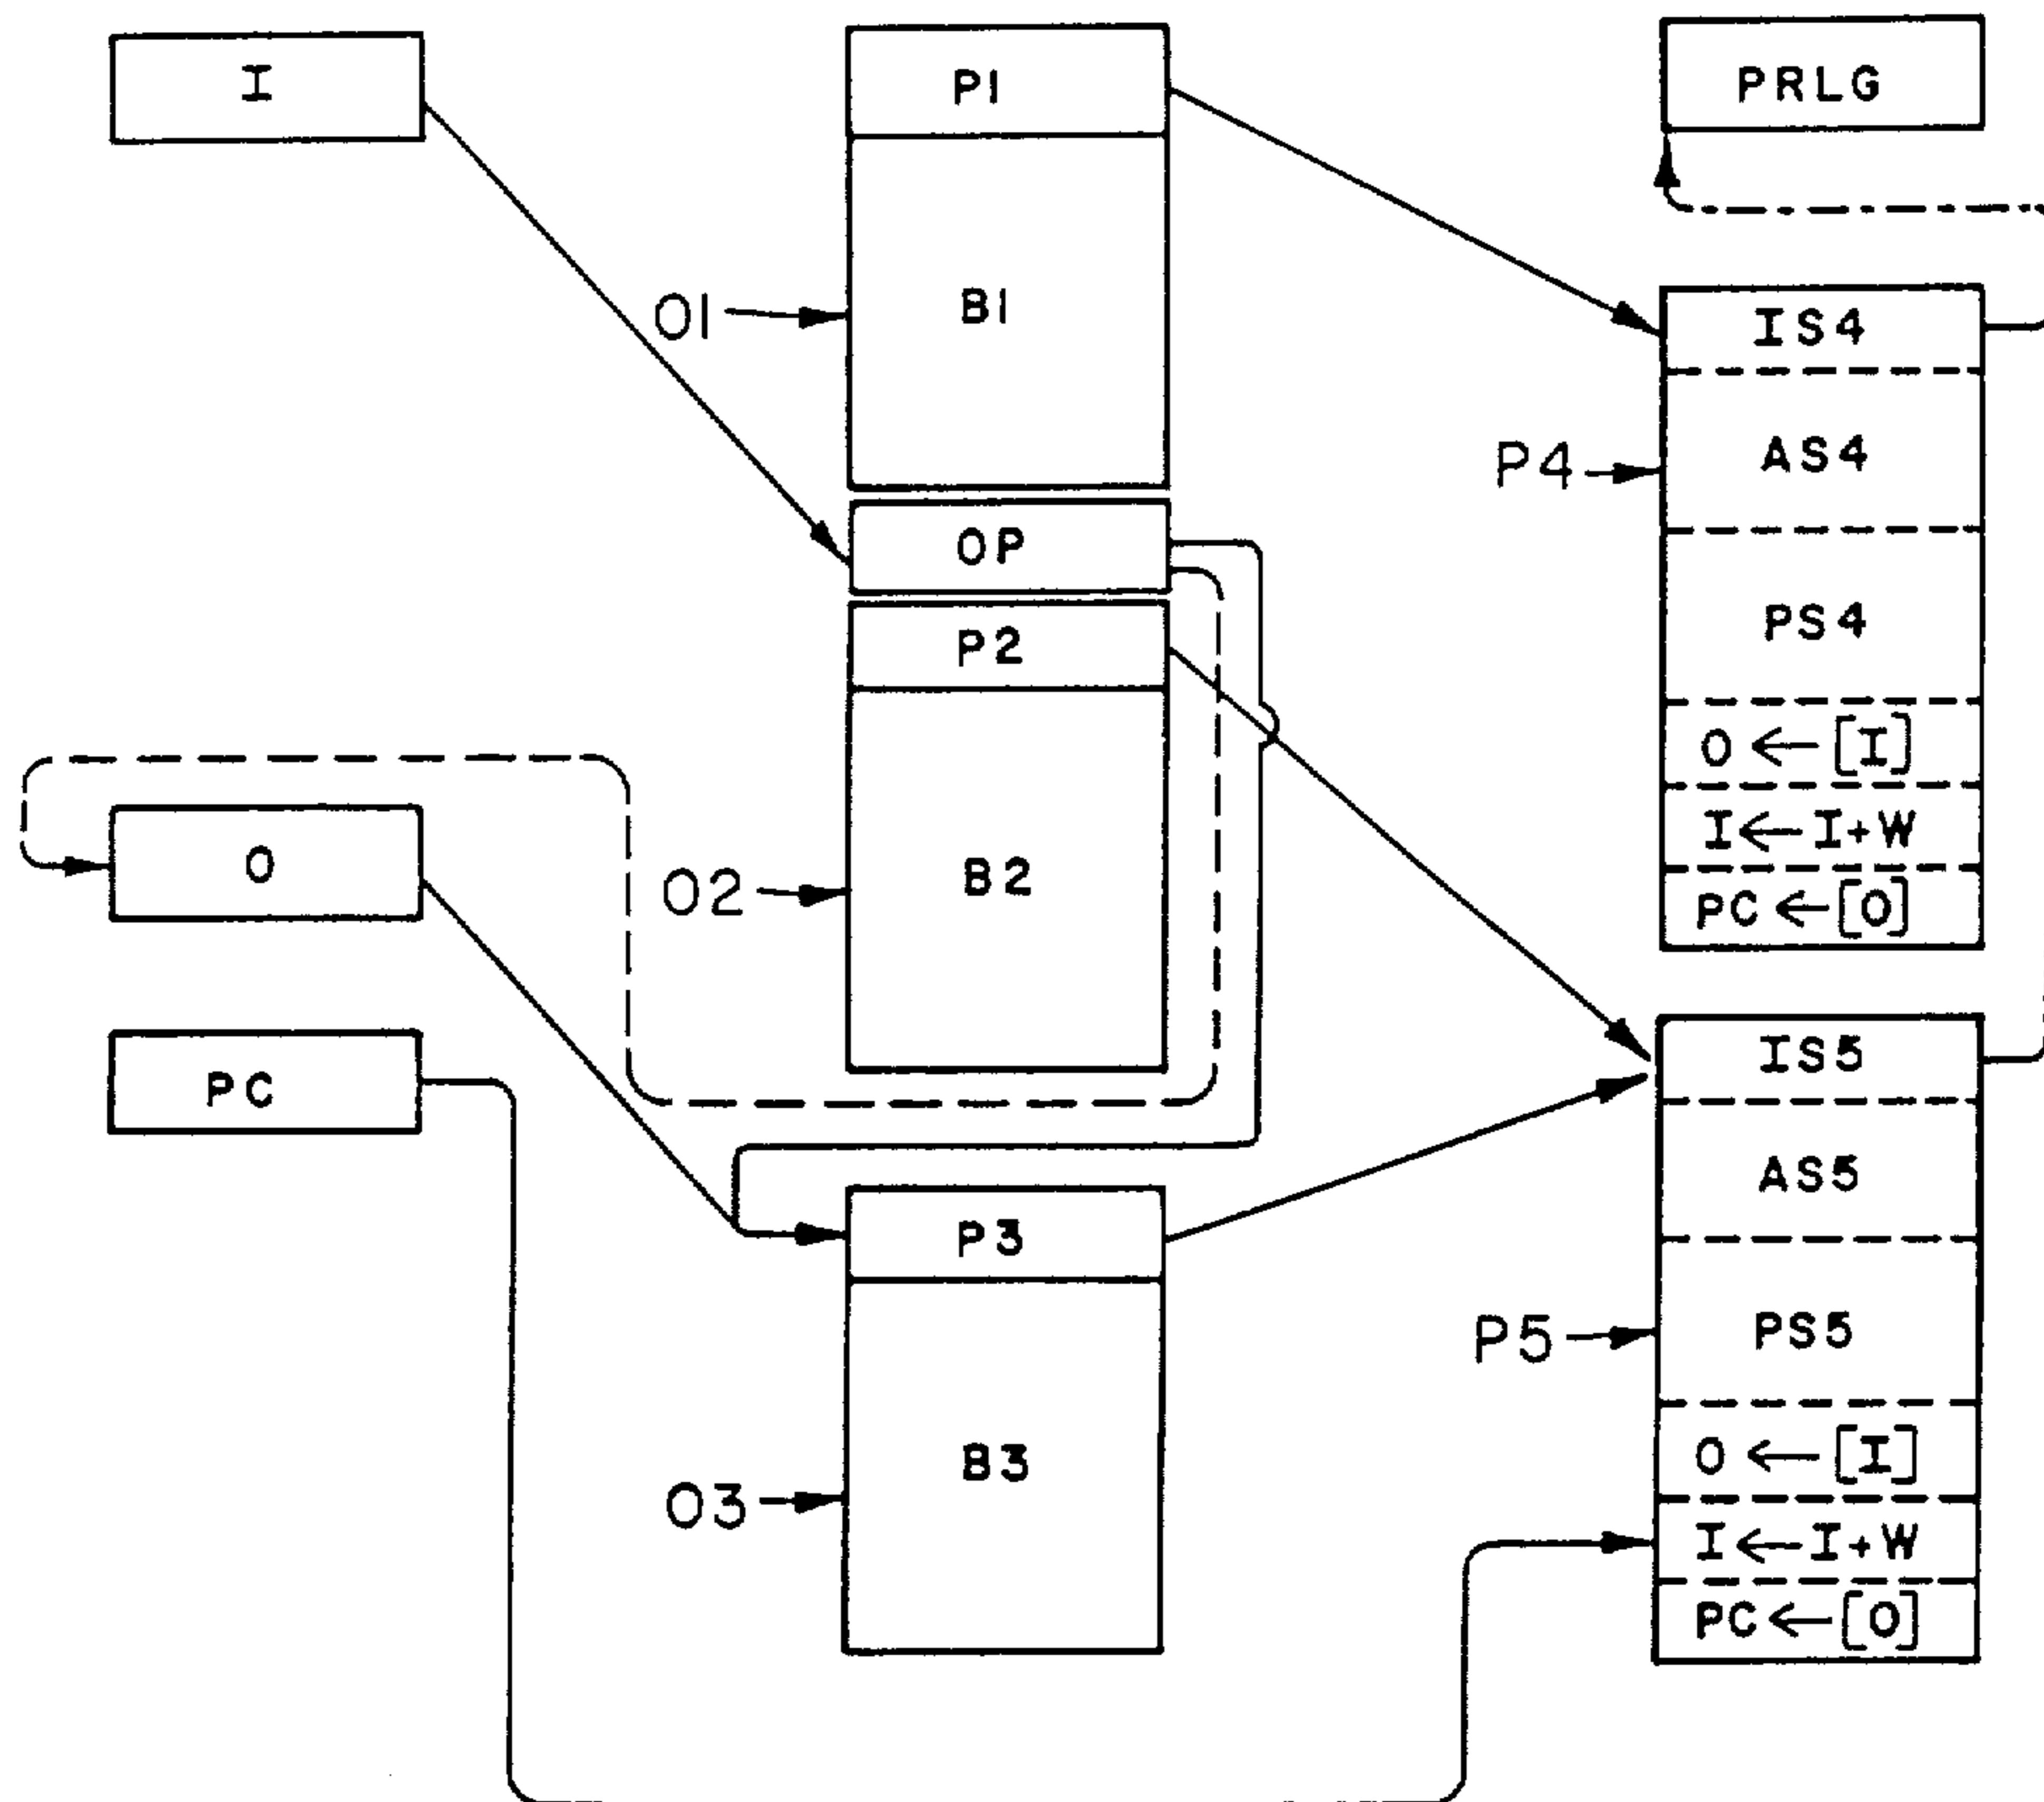 I
P1
PRLG
O1
B1
IS4
P4
AS4
OP
PS4
P2
O ← [I]
I ← I+W
PC ← [O]
O
O2
B2
PC
IS5
AS5
P3
P5
PS5
O3
B3
O ← [I]
I ← I+W
PC ← [O]